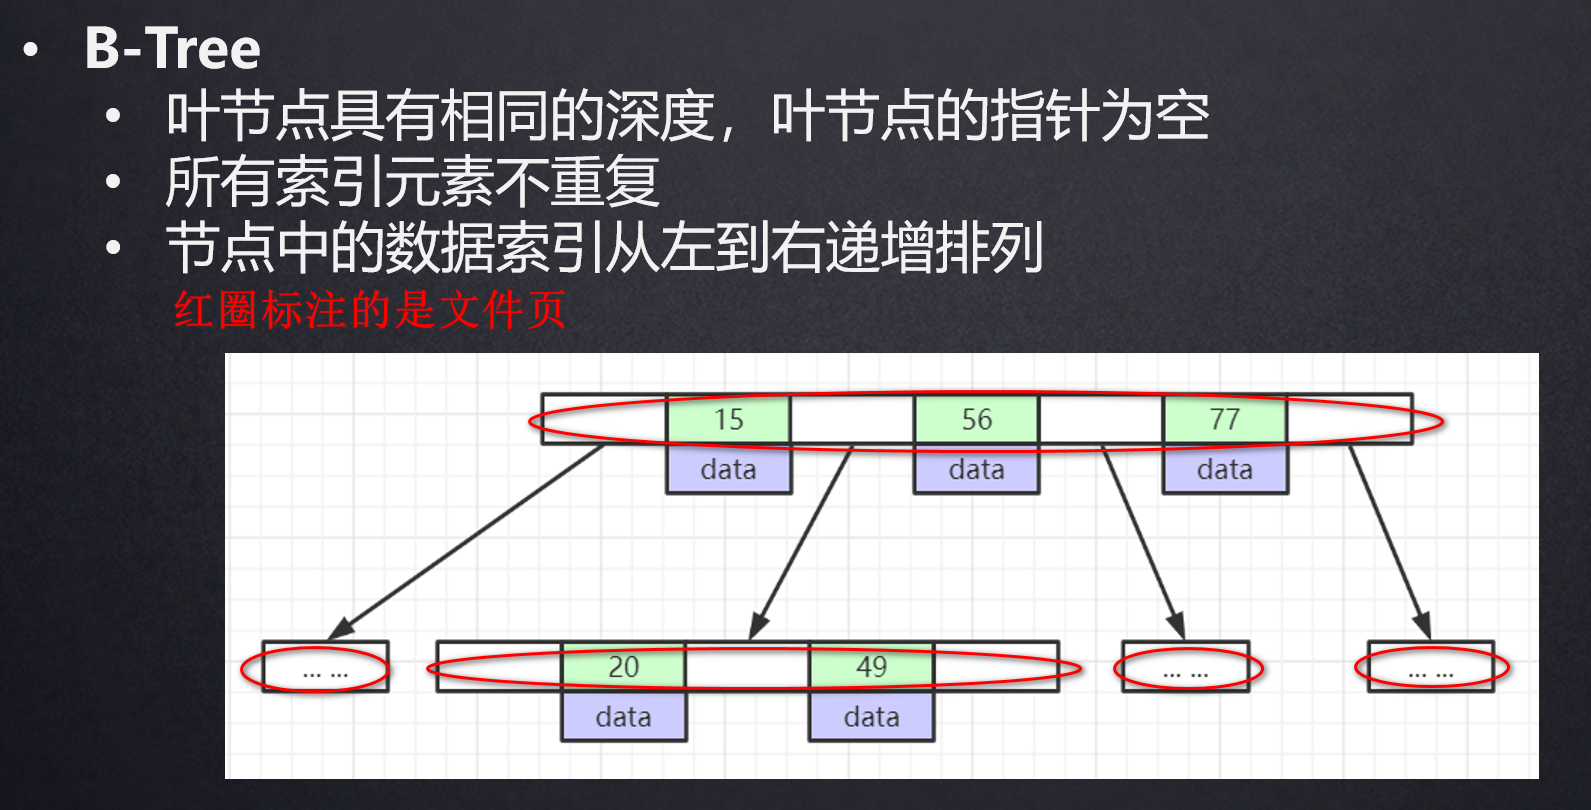 • B-Tree
• 叶节点具有相同的深度，叶节点的指针为空
• 所有索引元素不重复
• 节点中的数据索引从左到右递增排列
红圈标注的是文件页
15 56 77
data data data
... ... 20 49 ... ... ... ...
data data